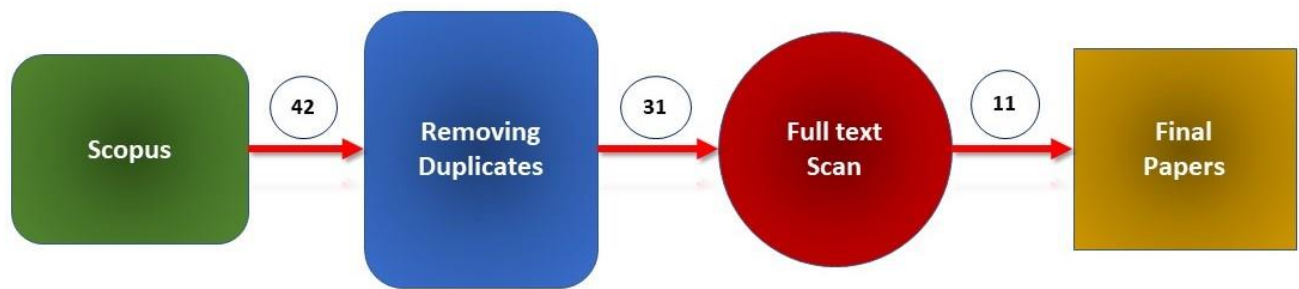 Scopus
42
Removing
Duplicates
31
Full text
Scan
11
Final
Papers